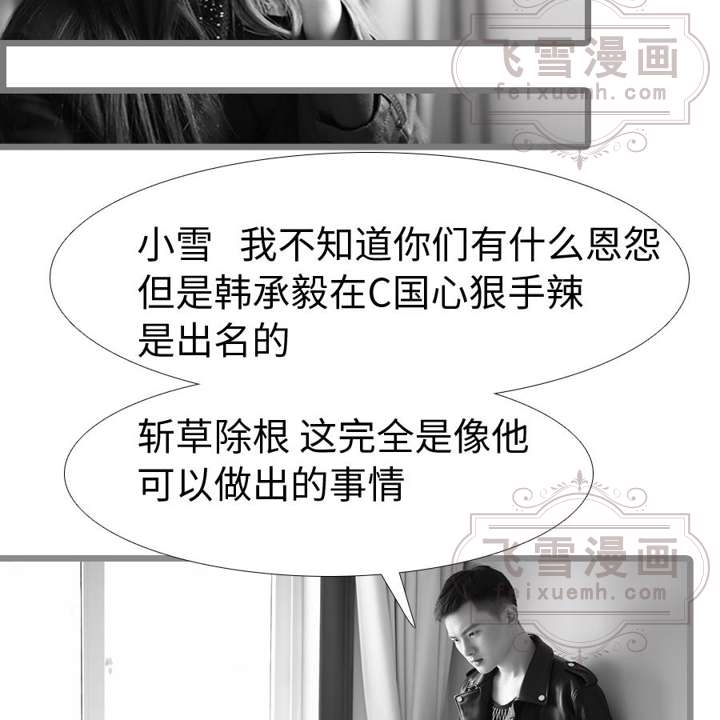 飞雪漫画
feixuemh.com
小雪 我不知道你们有什么恩怨
但是韩承毅在C国心狠手辣
是出名的
斩草除根 这完全是像他
可以做出的事情
飞雪漫画
feixuemh.com